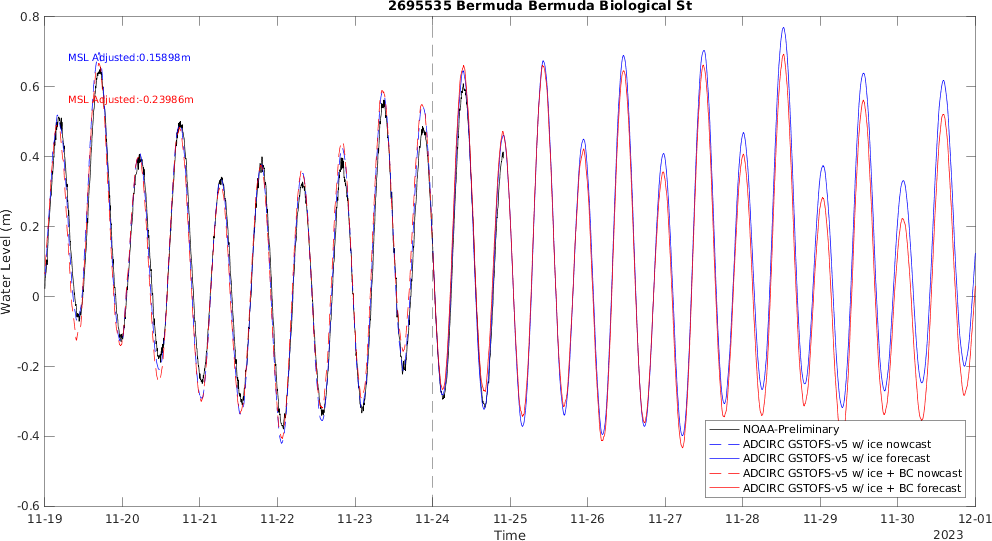 2695535 Bermuda Bermuda Biological St
MSL Adjusted:0.15898m
MSL Adjusted:-0.23986m
Water Level (m)
0.8
0.6
0.4
0.2
0
-0.2
-0.4
-0.6
NOAA-Preliminary
ADCIRC GSTOFS-v5 w/ ice nowcast
ADCIRC GSTOFS-v5 w/ ice forecast
ADCIRC GSTOFS-v5 w/ ice + BC nowcast
ADCIRC GSTOFS-v5 w/ ice + BC forecast
11-19 11-20 11-21 11-22 11-23 11-24 11-25 11-26 11-27 11-28 11-29 11-30 12-01
Time
2023